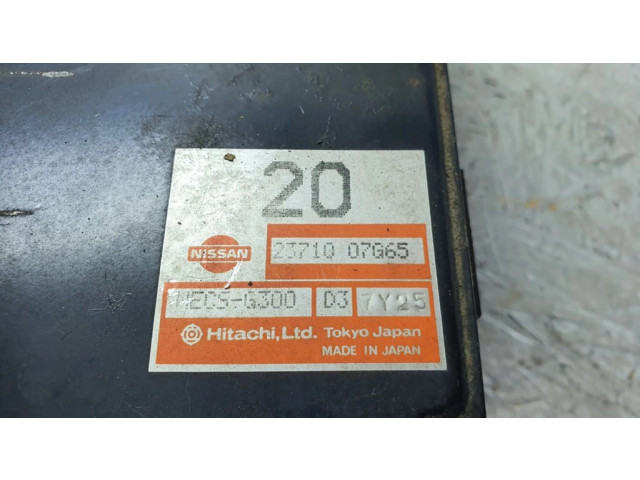 20
NISSAN
23710 07G65
MECS-G300 D3 7Y25
Hitachi, Ltd. Tokyo Japan
MADE IN JAPAN